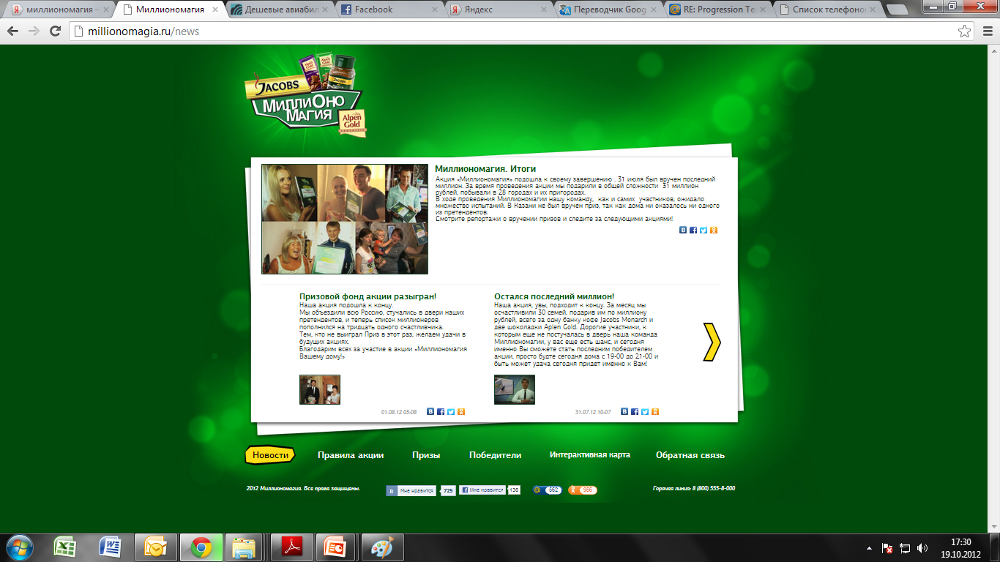 миллиономагия –
Миллиономагия
Дешевые авиабил
Facebook
Яндекс
Переводчик Goog
RE: Progression Te
Список телефоно
millionomagia.ru/news
Alpen Gold
JACOBS
МиллиОно
Магия
Alpen
Gold
Миллиономагия. Итоги
Акция «Миллиономагия» подошла к своему завершению . 31 июля был вручен последний
миллион. За время проведения акции мы подарили в общей сложности 31 миллион
рублей, побывали в 28 городах и их пригородах.
В ходе проведения Миллиономагии нашу команду, как и самих участников, ожидало
множество испытаний. В Казани не был вручен приз, так как дома ни оказалось ни одного
из претендентов.
Смотрите репортажи о вручении призов и следите за следующими акциями!
Призовой фонд акции разыгран!
Наша акция подошла к концу.
Мы объездили всю Россию, стучались в двери наших
претендентов, и теперь список миллионеров
пополнился на тридцать одного счастливчика.
Тем, кто не выиграл Приз в этот раз, желаем удачи в
будущих акциях.
Благодарим всех за участие в акции «Миллиономагия
Вашему дому!»
01.08.12 05:08
Остался последний миллион!
Наша акция, увы, подходит к концу. За месяц мы
осчастливили 30 семей, подарив им по миллиону
рублей, всего за одну банку кофе Jacobs Monarch и
две шоколадки Aplen Gold. Дорогие участники, к
которым еще не постучалась в дверь наша команда
Миллиономагии, у вас еще есть шанс, и сегодня
именно Вы сможете стать последним победителем
акции, просто будте сегодня дома с 19-00 до 21-00 и
быть может удача сегодня придет именно к Вам!
31.07.12 10:07
Новости
Правила акции
Призы
Победители
Интерактивная карта
Обратная связь
2012 Миллиономагия. Все права защищены.
Мне нравится 725
Мне нравится 136
562
956
Горячая линия: 8 (800) 555-8-000
17:30
19.10.2012